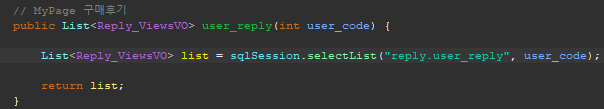 // MyPage 구매후기
public List<Reply_ViewsVO> user_reply(int user_code) {
List<Reply_ViewsVO> list = sqlSession.selectList("reply.user_reply", user_code);
return list;
}